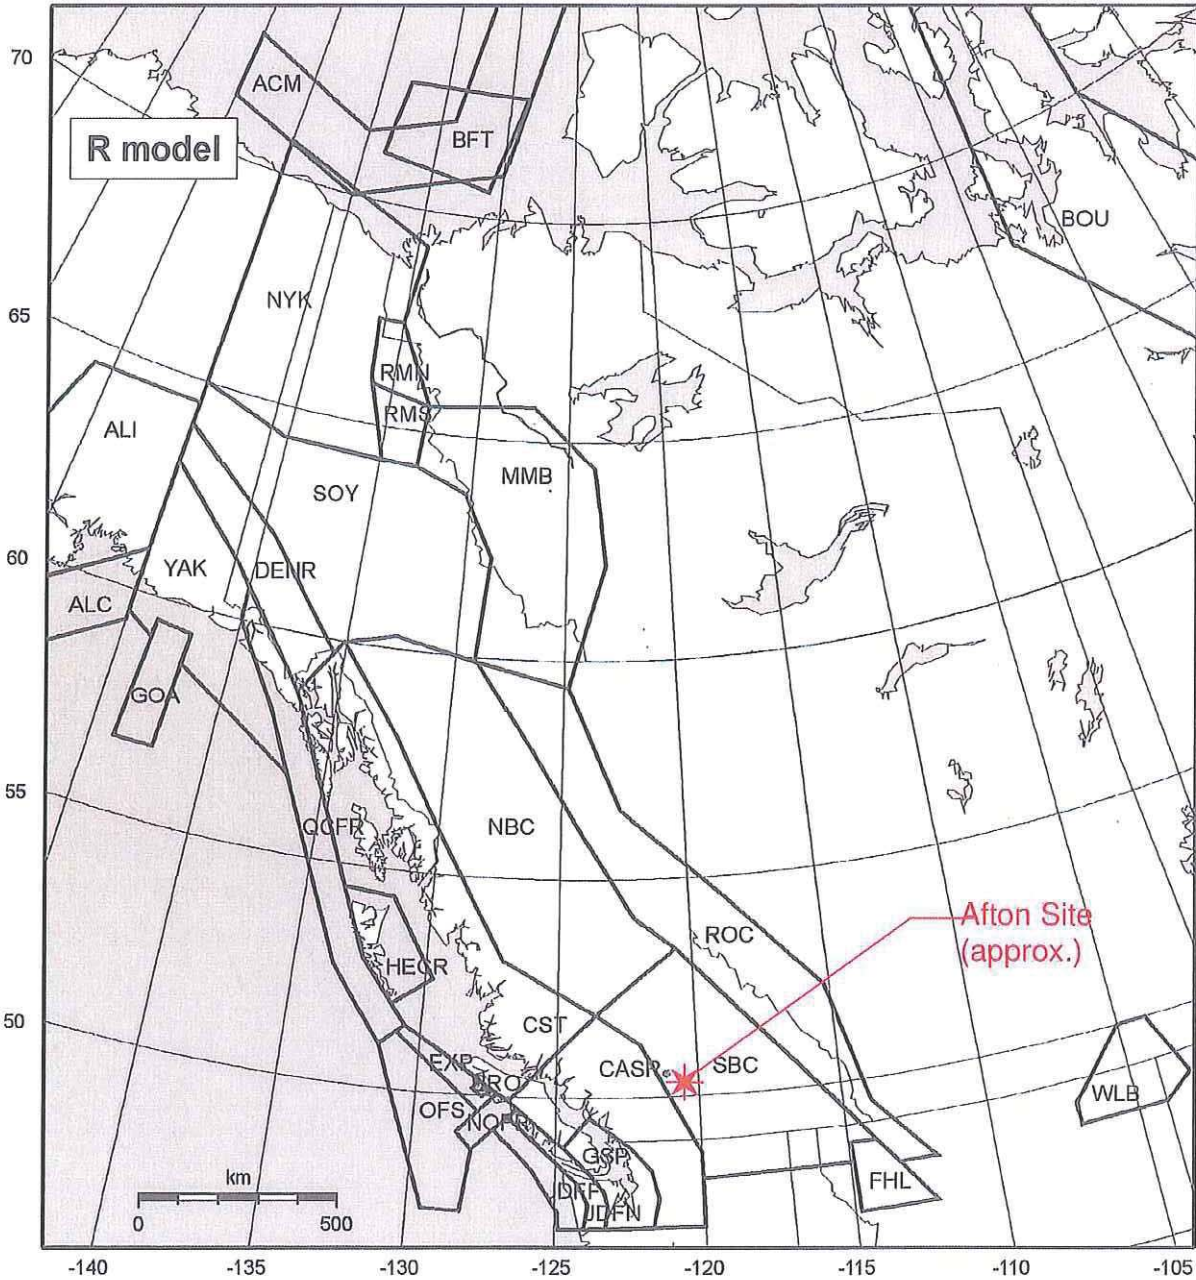 70
ACM
BFT
R model
BOU
NYK
65
RMN
RMS
ALI
MMB
SOY
60
YAK
ALC
GOA
55
NBC
QCFR
Afton Site
(approx.)
ROC
HECR
50
CST
CASR
SBC
EXP
OFS
WLB
GSP
km
FHL
JDFF
JDFN
0
500
-140
-135
-130
-125
-120
-115
-110
-105